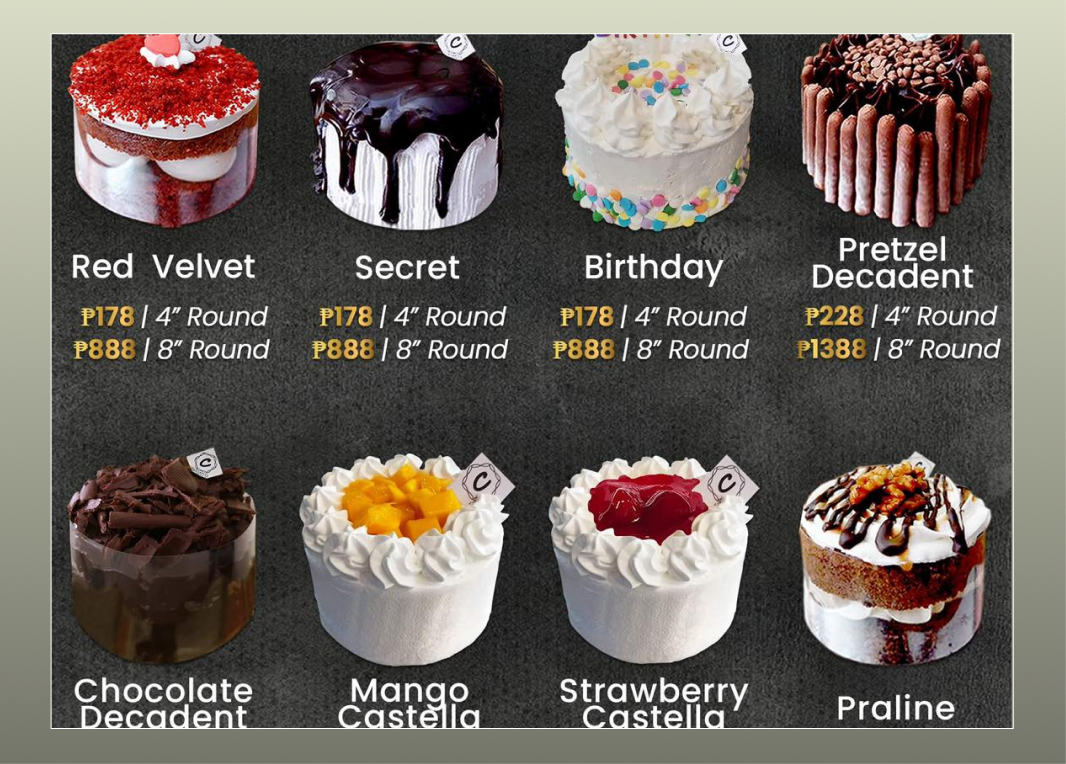 Red Velvet
₱178 | 4” Round
₱888 | 8” Round
Secret
₱178 | 4” Round
₱888 | 8” Round
Birthday
₱178 | 4” Round
₱888 | 8” Round
Pretzel
Decadent
₱228 | 4” Round
₱1388 | 8” Round
C
Chocolate
Decadent
C
Mango
Castella
C
Strawberry
Castella
Praline